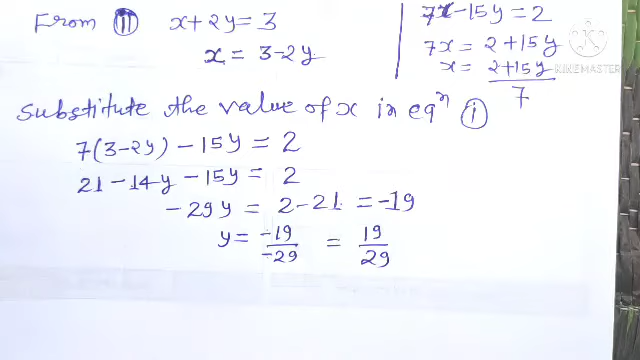 From (ii) x+2y = 3
x = 3-2y
7x-15y = 2
7x = 2+15y
x = 2+15y/7
KINEMASTER
Substitute the value of x in eqⁿ (i)
7(3-2y) - 15y = 2
21 - 14y - 15y = 2
-29y = 2-21 = -19
y = -19/-29 = 19/29